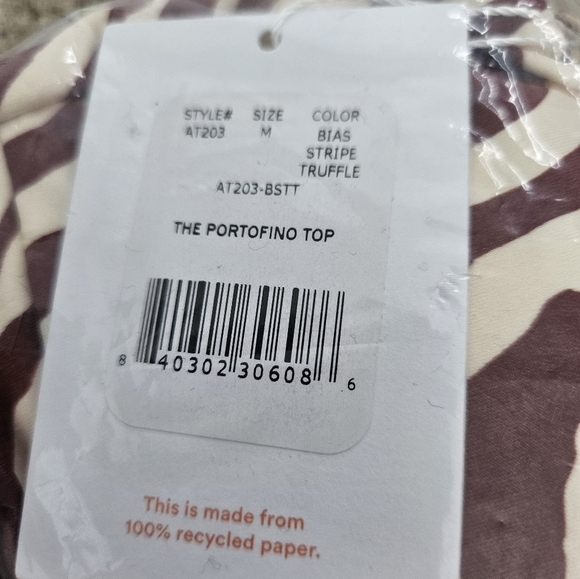 STYLE# SIZE COLOR
AT203 M BIAS
STRIPE
TRUFFLE
AT203-BSTT
THE PORTOFINO TOP
8 40302 30608 6
This is made from
100% recycled paper.